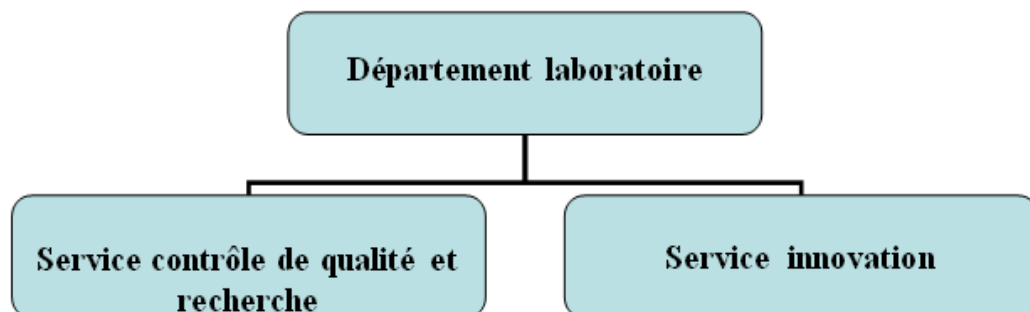 Département laboratoire
Service contrôle de qualité et
recherche
Service innovation